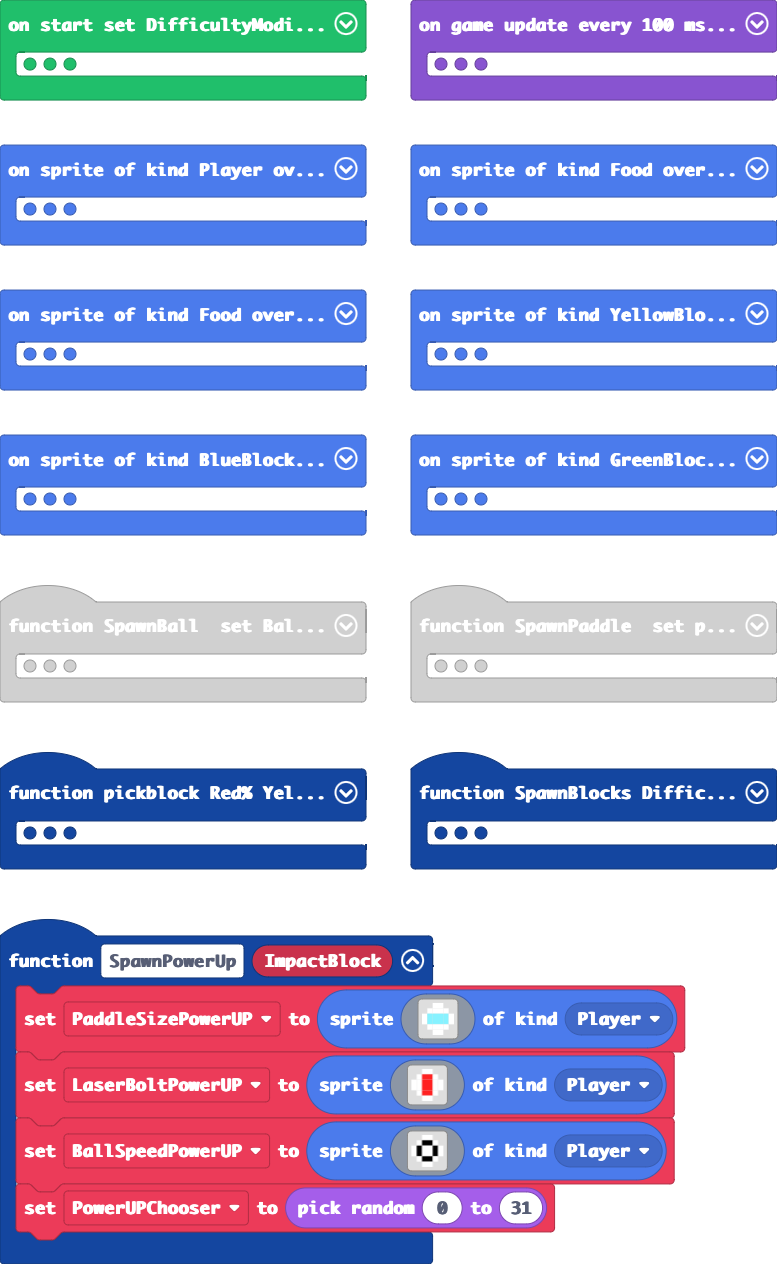 on start set DifficultyModi...
on game update every 100 ms...
on sprite of kind Player ov...
on sprite of kind Food over...
on sprite of kind Food over...
on sprite of kind YellowBlo...
on sprite of kind BlueBlock...
on sprite of kind GreenBloc...
function SpawnBall set Bal...
function SpawnPaddle set p...
function pickblock Red% Yel...
function SpawnBlocks Diffic...
function SpawnPowerUp ImpactBlock
set PaddleSizePowerUP to sprite of kind Player
set LaserBoltPowerUP to sprite of kind Player
set BallSpeedPowerUP to sprite of kind Player
set PowerUPChooser to pick random 0 to 31